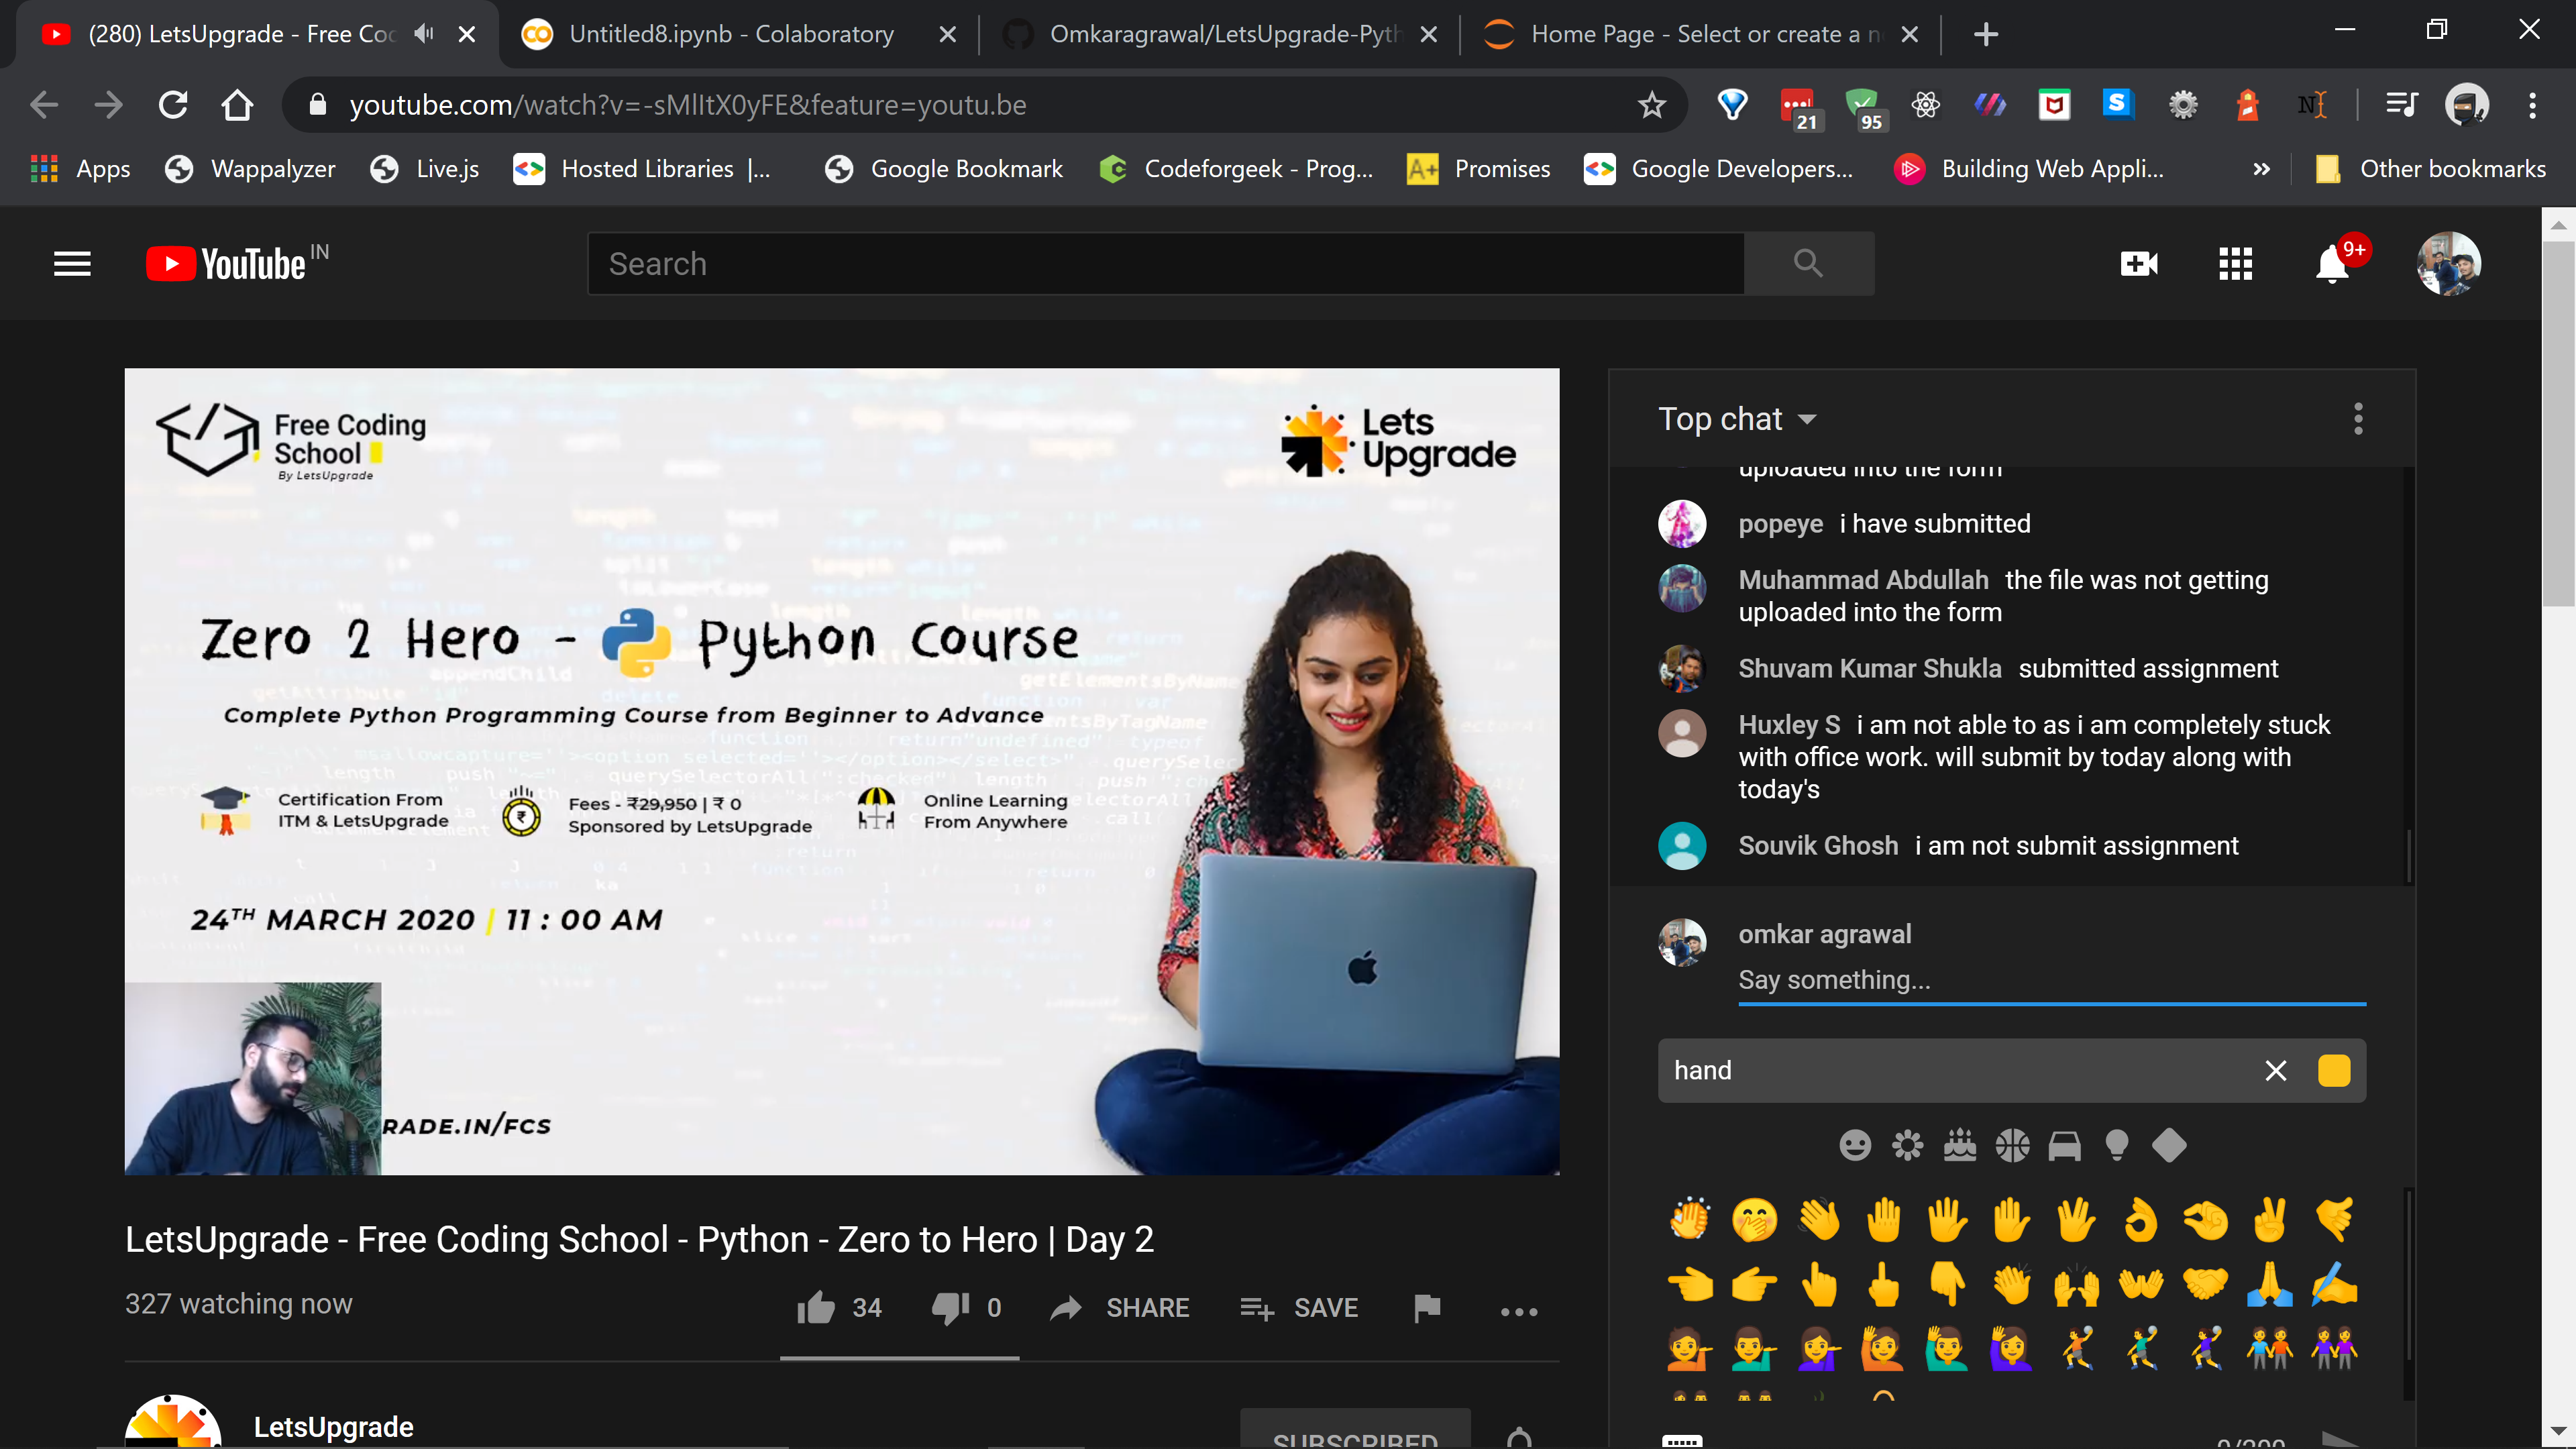 (280) LetsUpgrade - Free Coc
Untitled8.ipynb - Colaboratory
Omkaragrawal/LetsUpgrade-Pyth
Home Page - Select or create a n
youtube.com/watch?v=-sMlItX0yFE&feature=youtu.be
21
95
Apps
Wappalyzer
Live.js
Hosted Libraries |...
Google Bookmark
Codeforgeek - Prog...
A+
Promises
Google Developers...
Building Web Appli...
»
Other bookmarks
YouTube IN
Search
9+
Free Coding
School
By LetsUpgrade
Lets
Upgrade
Zero 2 Hero - Python Course
Complete Python Programming Course from Beginner to Advance
Certification From
ITM & LetsUpgrade
Fees - ₹29,950 | ₹ 0
Sponsored by LetsUpgrade
Online Learning
From Anywhere
24TH MARCH 2020 | 11 : 00 AM
RADE.IN/FCS
Top chat
uploaded into the form
popeye i have submitted
Muhammad Abdullah the file was not getting
uploaded into the form
Shuvam Kumar Shukla submitted assignment
Huxley S i am not able to as i am completely stuck
with office work. will submit by today along with
today's
Souvik Ghosh i am not submit assignment
omkar agrawal
Say something...
hand
LetsUpgrade - Free Coding School - Python - Zero to Hero | Day 2
327 watching now
34
0
SHARE
SAVE
LetsUpgrade
SUBSCRIBED
0/200